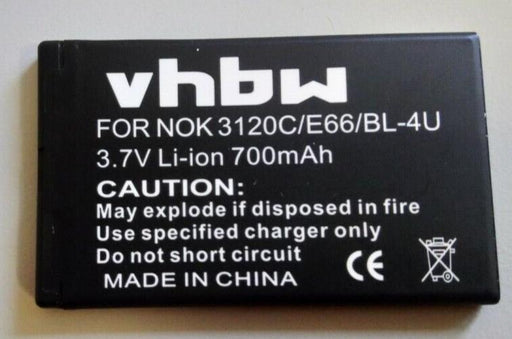 vhbw
FOR NOK 3120C/E66/BL-4U
3.7V Li-ion 700mAh
CAUTION:
May explode if disposed in fire
Use specified charger only
Do not short circuit
MADE IN CHINA CE